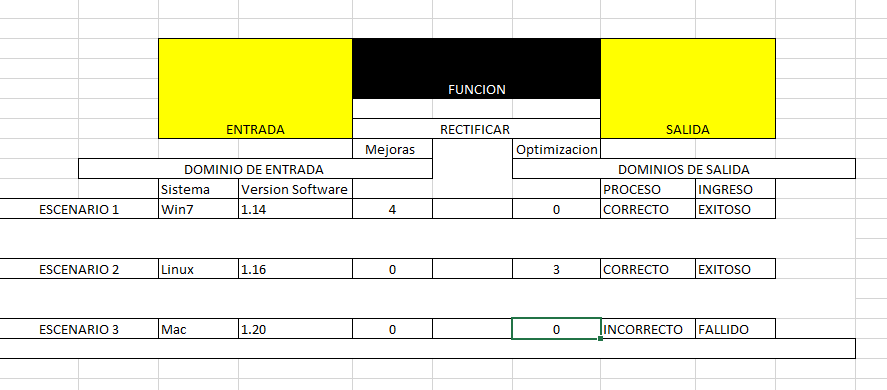 FUNCION
ENTRADA RECTIFICAR SALIDA
Mejoras Optimizacion
DOMINIO DE ENTRADA DOMINIOS DE SALIDA
Sistema Version Software PROCESO INGRESO
ESCENARIO 1 Win7 1.14 4 0 CORRECTO EXITOSO
ESCENARIO 2 Linux 1.16 0 3 CORRECTO EXITOSO
ESCENARIO 3 Mac 1.20 0 0 INCORRECTO FALLIDO